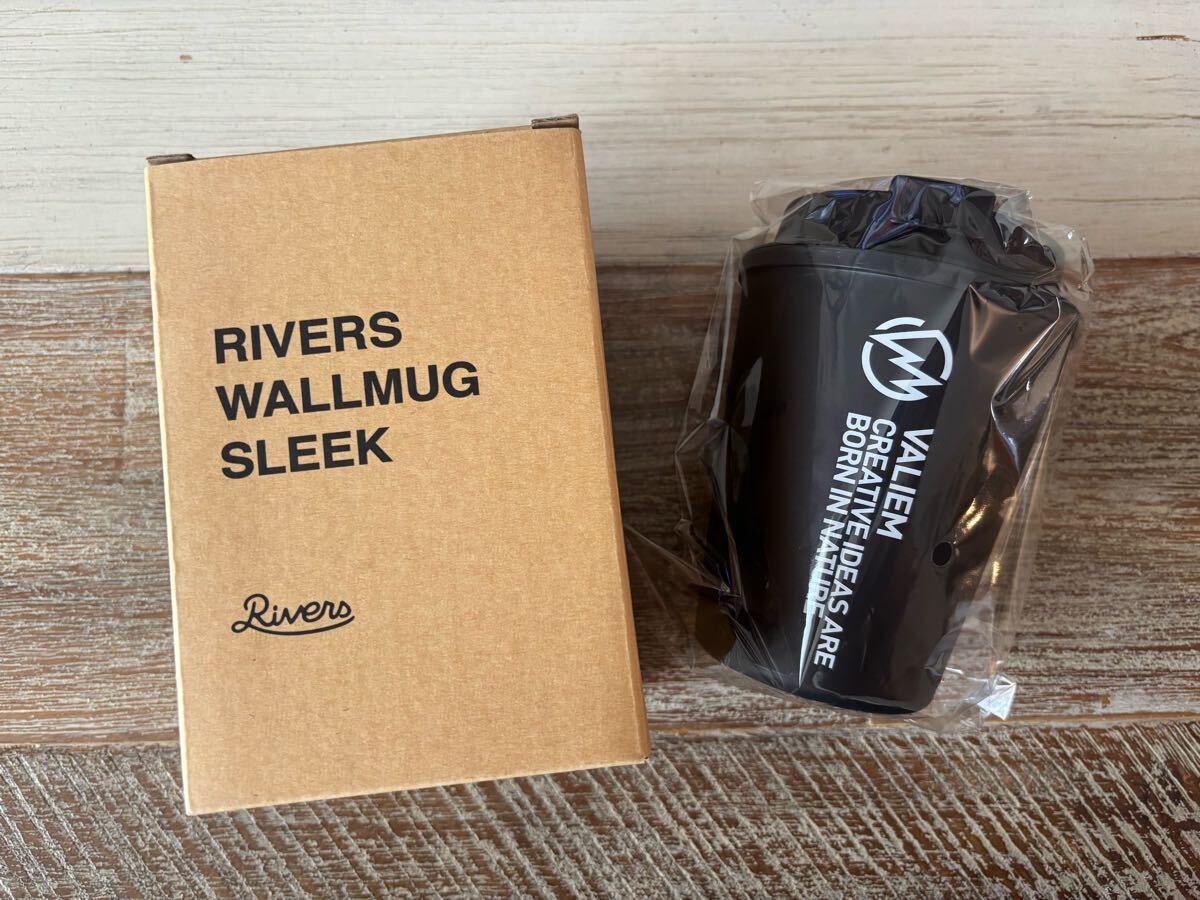 RIVERS
WALLMUG
SLEEK
Rivers
VALIEM
CREATIVE IDEAS ARE
BORN IN NATURE